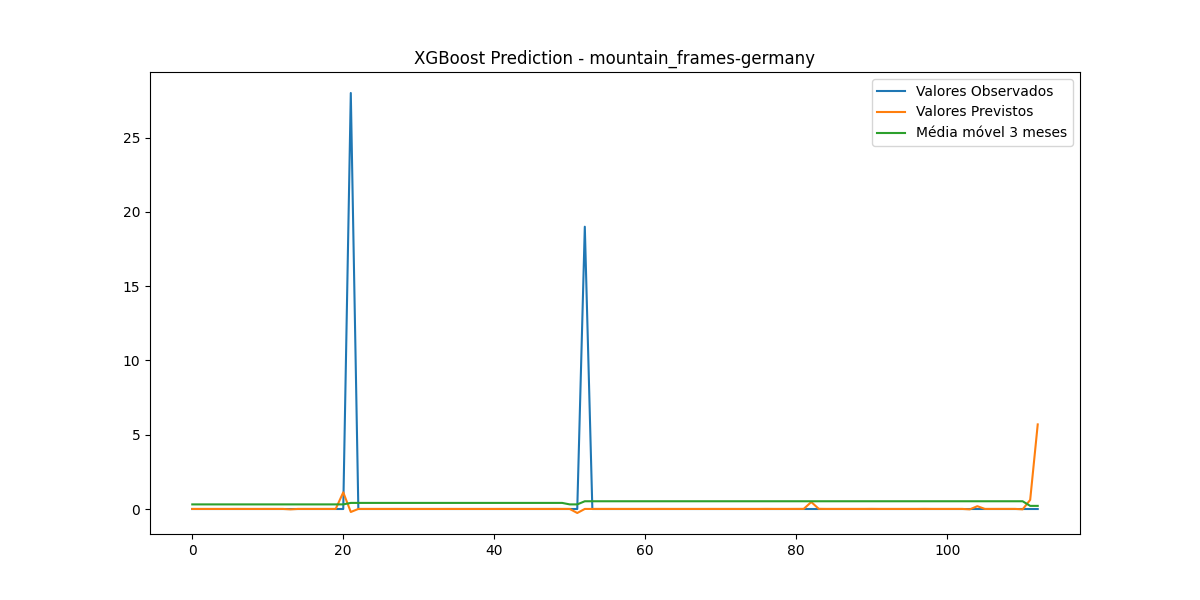 XGBoost Prediction - mountain_frames-germany
Valores Observados
Valores Previstos
Média móvel 3 meses
25
20
15
10
5
0
0 20 40 60 80 100